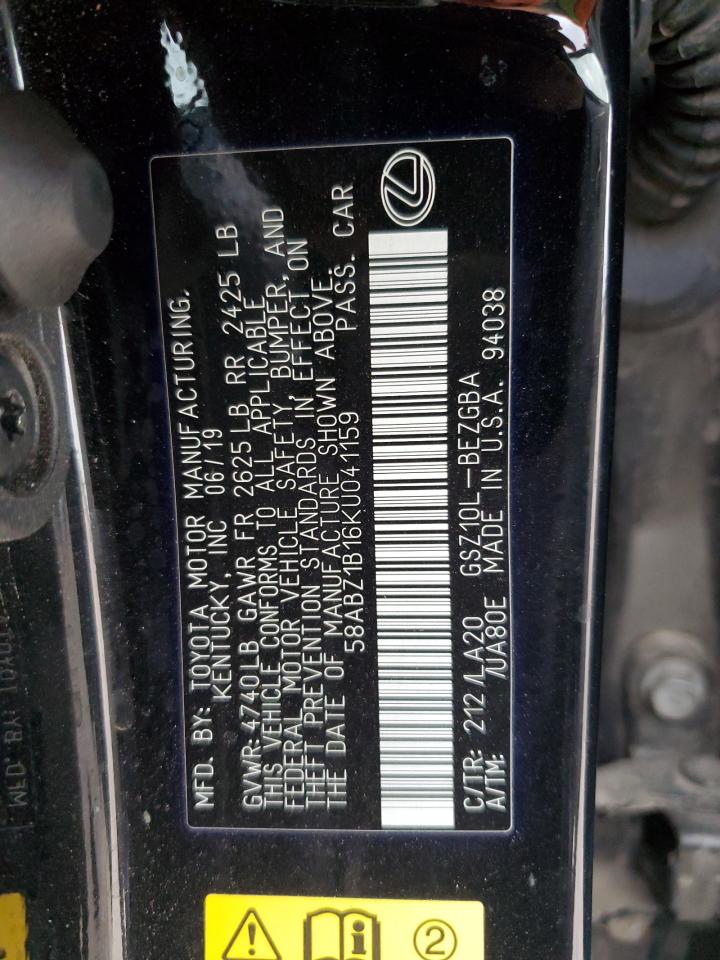 MFD. BY: TOYOTA MOTOR MANUFACTURING.
KENTUCKY, INC 06/19
GVWR 4740LB GAWR FR 2625LB RR 2425 LB
THIS VEHICLE CONFORMS TO ALL APPLICABLE
FEDERAL MOTOR VEHICLE SAFETY, BUMPER, AND
THEFT PREVENTION STANDARDS IN EFFECT ON
THE DATE OF MANUFACTURE SHOWN ABOVE.
58ABZ1B16KU041159 PASS. CAR
C/TR: 212 /LA20 GSZ10L-BEZGBA
A/TM: /UA80E MADE IN U.S.A. 94038
2